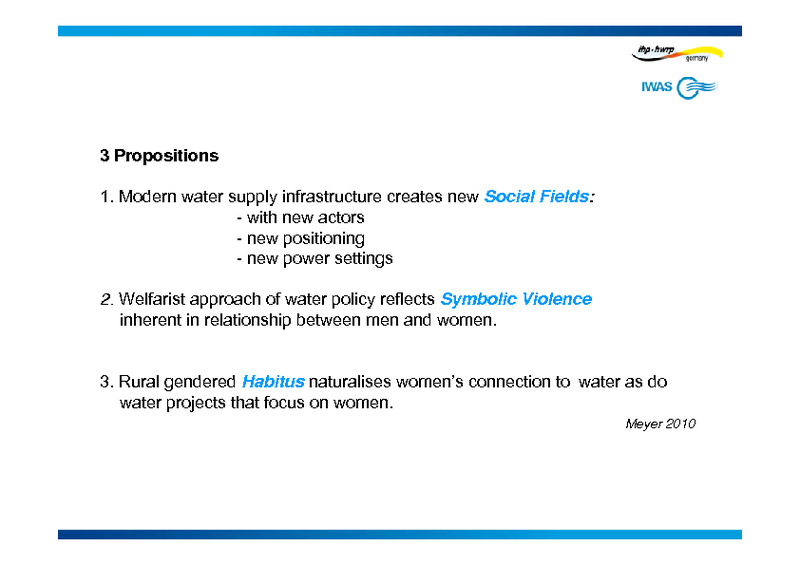 ihp · hwrp
germany
IWAS
3 Propositions
1. Modern water supply infrastructure creates new Social Fields:
- with new actors
- new positioning
- new power settings
2. Welfarist approach of water policy reflects Symbolic Violence
inherent in relationship between men and women.
3. Rural gendered Habitus naturalises women’s connection to water as do
water projects that focus on women.
Meyer 2010